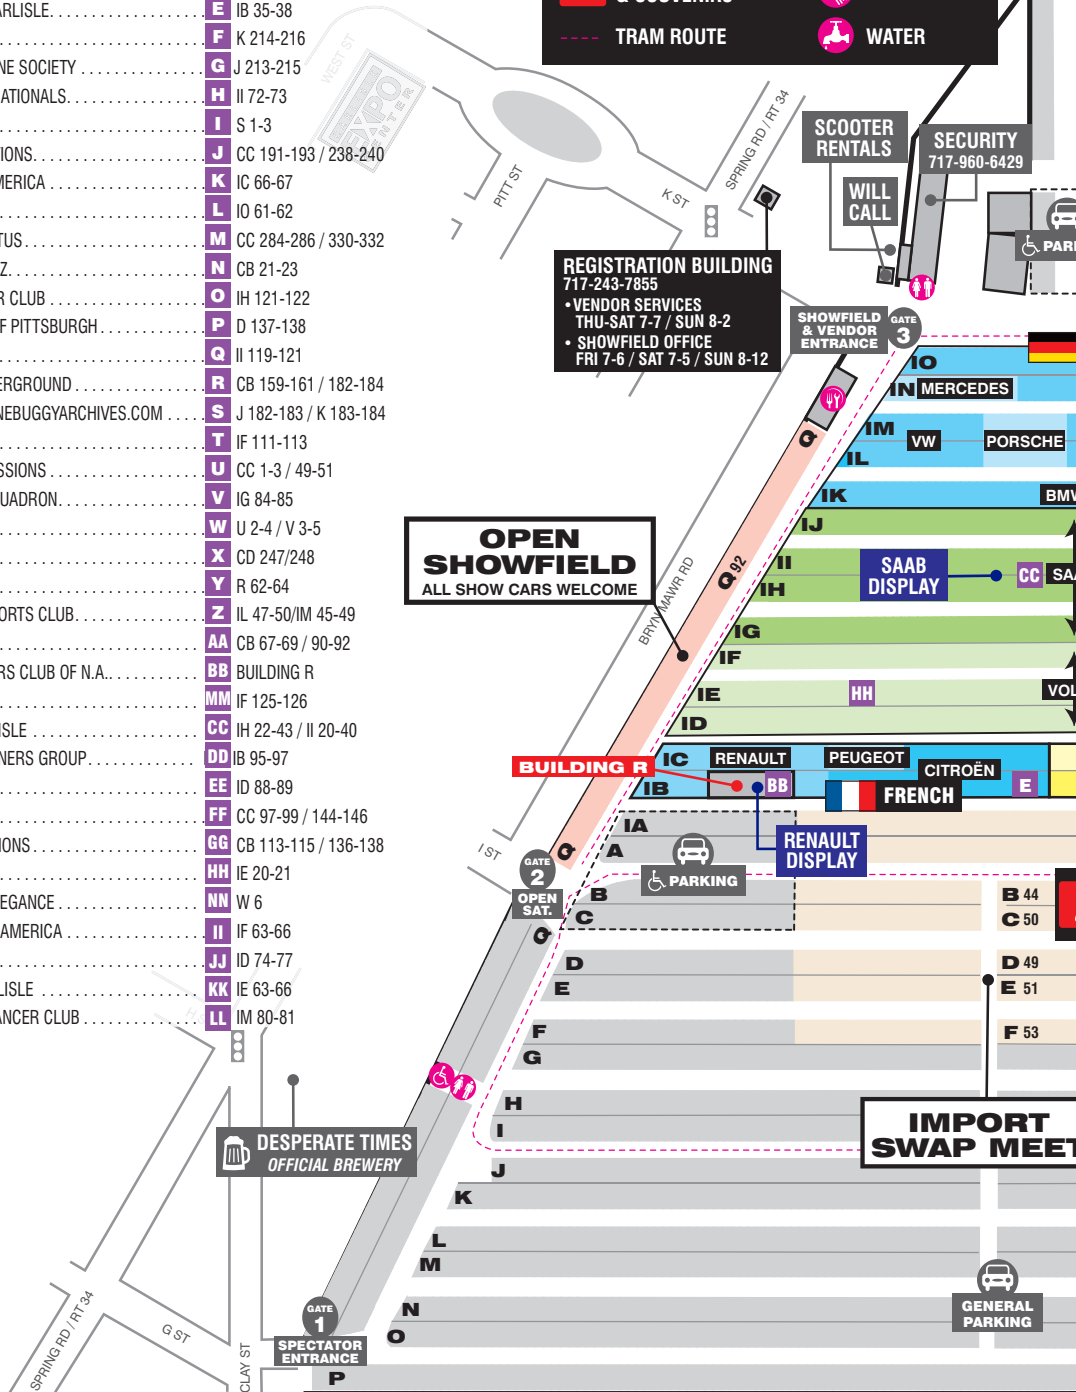 ARLISLE E IB 35-38
F K 214-216
NE SOCIETY G J 213-215
ATIONALS H II 72-73
I S 1-3
IONS J CC 191-193 / 238-240
MERICA K IC 66-67
L IO 61-62
TUS M CC 284-286 / 330-332
Z N CB 21-23
R CLUB O IH 121-122
F PITTSBURGH P D 137-138
Q II 119-121
ERGROUND R CB 159-161 / 182-184
NEBUGGYARCHIVES.COM S J 182-183 / K 183-184
T IF 111-113
SSIONS U CC 1-3 / 49-51
UADRON V IG 84-85
W U 2-4 / V 3-5
X CD 247/248
Y R 62-64
ORTS CLUB Z IL 47-50/IM 45-49
AA CB 67-69 / 90-92
RS CLUB OF N.A. BB BUILDING R
MM IF 125-126
ISLE CC IH 22-43 / II 20-40
NERS GROUP DD IB 95-97
EE ID 88-89
FF CC 97-99 / 144-146
IONS GG CB 113-115 / 136-138
HH IE 20-21
EGANCE NN W 6
AMERICA II IF 63-66
JJ ID 74-77
LISLE KK IE 63-66
ANCER CLUB LL IM 80-81
& SOUVENIRS
TRAM ROUTE
WATER
WEST ST
EXPO
CENTER
PITT ST
K ST
SPRING RD / RT 34
SCOOTER
RENTALS
SECURITY
717-960-6429
WILL
CALL
PARK
REGISTRATION BUILDING
717-243-7855
• VENDOR SERVICES
THU-SAT 7-7 / SUN 8-2
• SHOWFIELD OFFICE
FRI 7-6 / SAT 7-5 / SUN 8-12
SHOWFIELD
& VENDOR
ENTRANCE
GATE
3
IO
IN MERCEDES
IM
VW
PORSCHE
IL
IK
BMW
IJ
Q
Q 92
OPEN
SHOWFIELD
ALL SHOW CARS WELCOME
BRYN MAWR RD
II
SAAB
DISPLAY
CC SAA
IH
IG
IF
IE
HH
VOL
ID
BUILDING R
IC
RENAULT
PEUGEOT
CITROËN
IB
BB
E
FRENCH
IA
A
PARKING
RENAULT
DISPLAY
I ST
Q
GATE
2
OPEN
SAT.
B
B 44
C
C 50
Q
D
D 49
E
E 51
F
F 53
G
H
I
IMPORT
SWAP MEET
J
K
L
M
N
O
P
GENERAL
PARKING
H S
DESPERATE TIMES
OFFICIAL BREWERY
SPRING RD / RT 34
G ST
CLAY ST
GATE
1
SPECTATOR
ENTRANCE